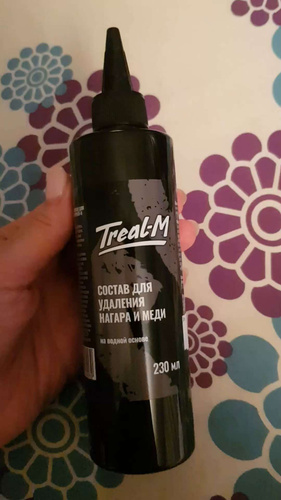 Treal-M
СОСТАВ ДЛЯ
УДАЛЕНИЯ
НАГАРА И МЕДИ
на водной основе
230 мл